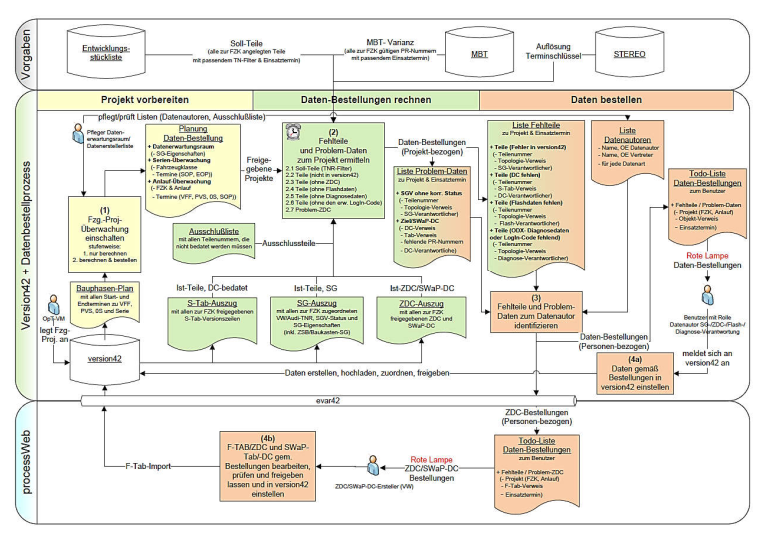 Vorgaben
Entwicklungs-
stückliste
Soll-Teile
(alle zur FZK angelegten Teile
mit passendem TN-Filter & Einsatztermin)
MBT- Varianz
(alle zur FZK gültigen PR-Nummern
mit passendem Einsatztermin)
MBT
Auflösung
Terminschlüssel
STEREO
Version42 + Datenbestellprozess
Projekt vorbereiten
Daten-Bestellungen rechnen
Daten bestellen
pflegt/prüft Listen (Datenautoren, Ausschlußliste)
Pfleger Daten-
erwartungsraum/
Datenerstellerliste
Planung
Daten-Bestellung
+ Datenerwartungsraum
(- SG-Eigenschaften)
+ Serien-Überwachung
(- Fahrzeugklasse
- Termine (SOP, EOP))
+ Anlauf-Überwachung
(- FZK & Anlauf
- Termine (VFF, PVS, 0S, SOP))
Freige-
gebene
Projekte
(1)
Fzg.-Proj-
Überwachung
einschalten
stufenweise:
1. nur berechnen
2. berechnen & bestellen
Bauphasen-Plan
mit allen Start- und
Endterminen zu VFF,
PVS, 0S und Serie
OpT-VM
legt Fzg-
Proj. an
version42
(2)
Fehlteile
und Problem-Daten
zum Projekt ermitteln
2.1 Soll-Teile (TNR-Filter)
2.2 Teile (nicht in version42)
2.3 Teile (ohne ZDC)
2.4 Teile (ohne Flashdaten)
2.5 Teile (ohne Diagnosedaten)
2.6 Teile (ohne den erw. Login-Code)
2.7 Problem-ZDC
Ausschlußliste
mit allen Teilenummern, die
nicht bedatet werden müssen
Ausschlussteile
Ist-Teile, DC-bedatet
Ist-Teile, SG
Ist-ZDC/SWaP-DC
S-Tab-Auszug
mit allen zur FZK freigegebenen
S-Tab-Versionszeilen
SG-Auszug
mit allen zur FZK zugeordneten
VW/Audi-TNR, SGV-Status und
SG-Eigenschaften
(inkl. ZSB/Baukasten-SG)
ZDC-Auszug
mit allen zur FZK
freigegebenen ZDC und
SWaP-DC
Daten-Bestellungen
(Projekt-bezogen)
Liste Problem-Daten
zu Projekt & Einsatztermin
+ SGV ohne korr. Status
(- Teilenummer
- Topologie-Verweis
- SG-Verantwortlicher)
+ Ziel/SWaP-DC
(- DC-Verweis
- Tab-Verweis
- fehlende PR-Nummern
- DC-Verantwortlicher)
Liste Fehlteile
zu Projekt & Einsatztermin
+ Teile (Fehler in version42)
(- Teilenummer
- Topologie-Verweis
- SG-Verantwortlicher)
+ Teile (DC fehlen)
(- Teilenummer
- S-Tab-Verweis
- DC-Verantwortlicher)
+ Teile (Flashdaten fehlen)
(- Teilenummer
- Topologie-Verweis
- Flash-Verantwortlicher)
+ Teile (ODX- Diagnosedaten
oder LogIn-Code fehlend)
(- Teilenummer
- Topologie-Verweis
- Diagnose-Verantwortlicher)
Liste
Datenautoren
- Name, OE Datenautor
- Name, OE Vertreter
- für jede Datenart
Todo-Liste
Daten-Bestellungen
zum Benutzer
+ Fehlteile / Problem-Daten
(- Projekt (FZK, Anlauf)
- Objekt-Verweis
- Einsatztermin)
Rote Lampe
Daten-Bestellungen
Benutzer mit Rolle
Datenautor SG-/ZDC-/Flash-/
Diagnose-Verantwortung
meldet sich an
version42 an
(3)
Fehlteile und Problem-
Daten zum Datenautor
identifizieren
Daten-Bestellungen
(Personen-bezogen)
(4a)
Daten gemäß
Bestellungen in
version42 einstellen
Daten erstellen, hochladen, zuordnen, freigeben
evar42
processWeb
F-Tab-Import
(4b)
F-TAB/ZDC und SWaP-
Tab/-DC gem.
Bestellungen bearbeiten,
prüfen und freigeben
lassen und in version42
einstellen
Rote Lampe
ZDC/SWaP-DC
Bestellungen
ZDC/SWaP-DC-Ersteller (VW)
ZDC-Bestellungen
(Personen-bezogen)
Todo-Liste
Daten-Bestellungen
zum Benutzer
+ Fehlteile / Problem-ZDC
(- Projekt (FZK, Anlauf)
- F-Tab-Verweis
- Einsatztermin)